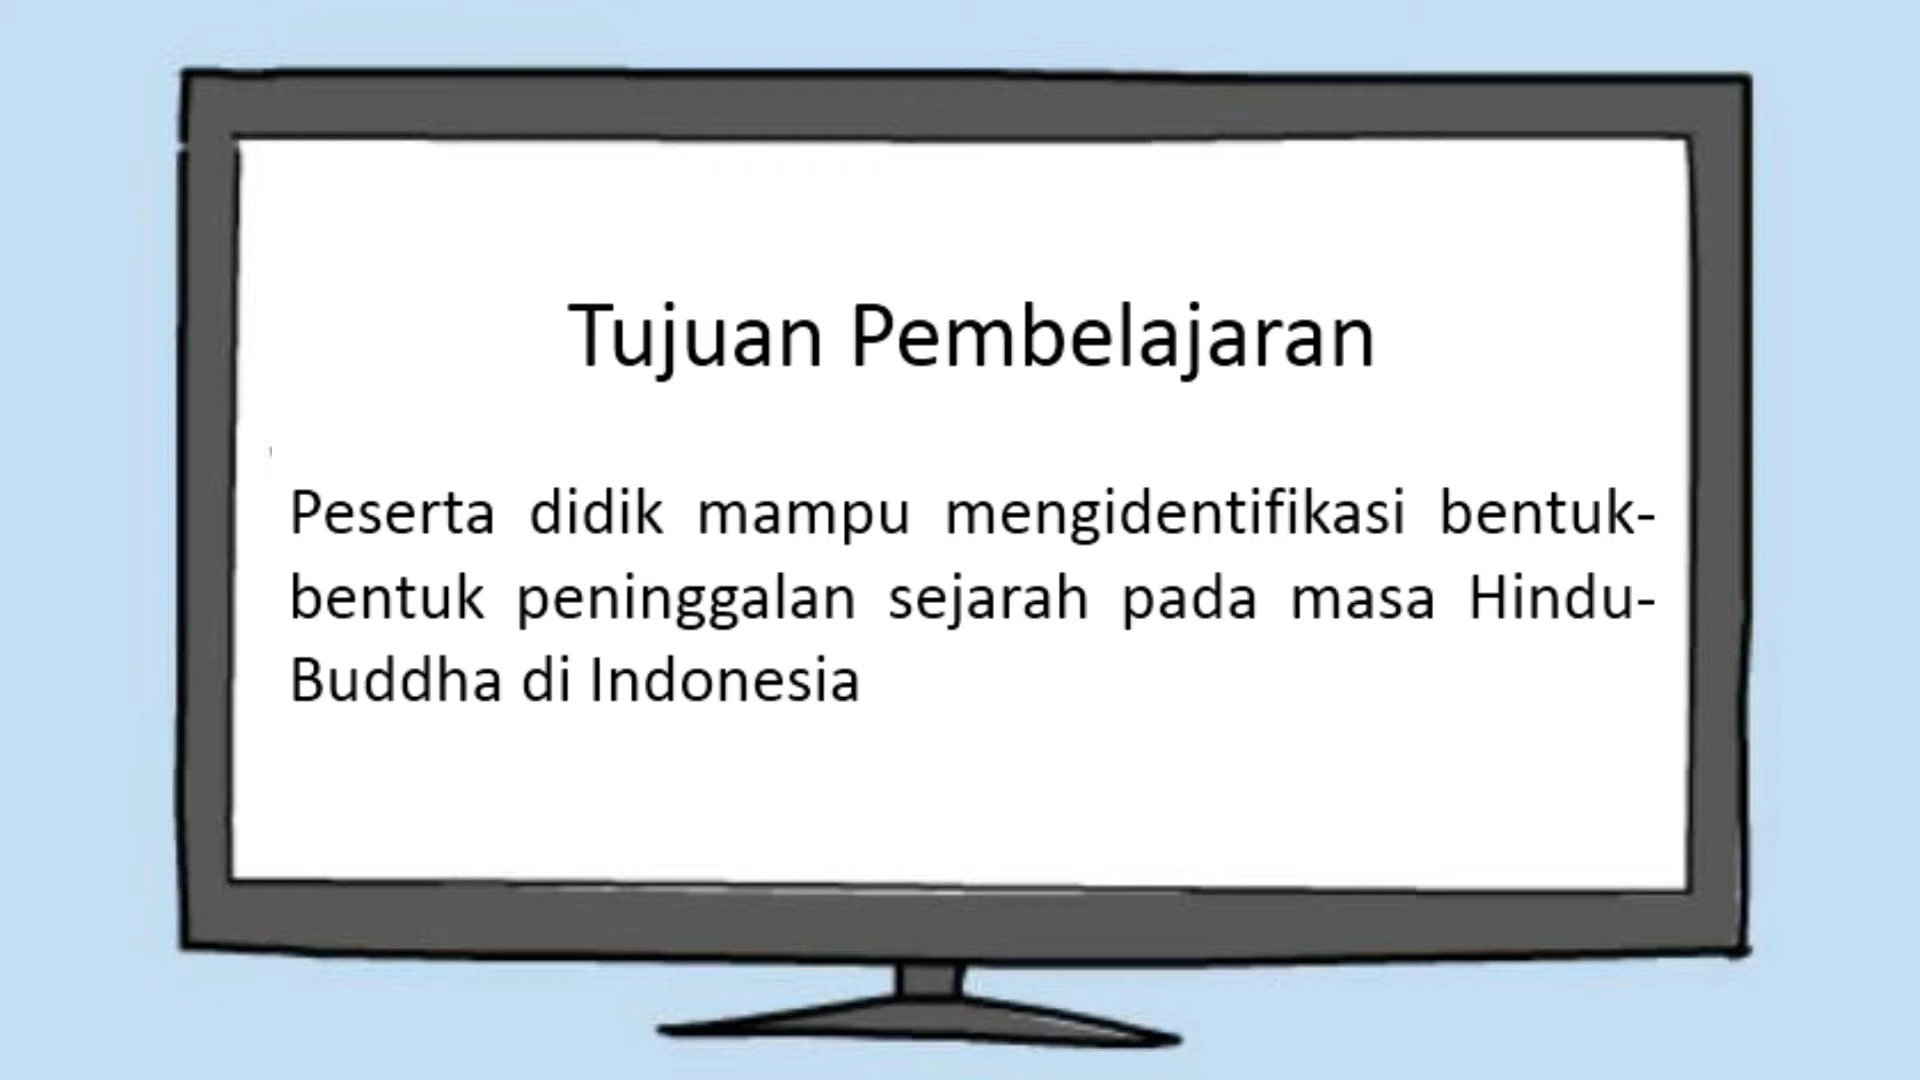 Tujuan Pembelajaran
Peserta didik mampu mengidentifikasi bentuk-
bentuk peninggalan sejarah pada masa Hindu-
Buddha di Indonesia